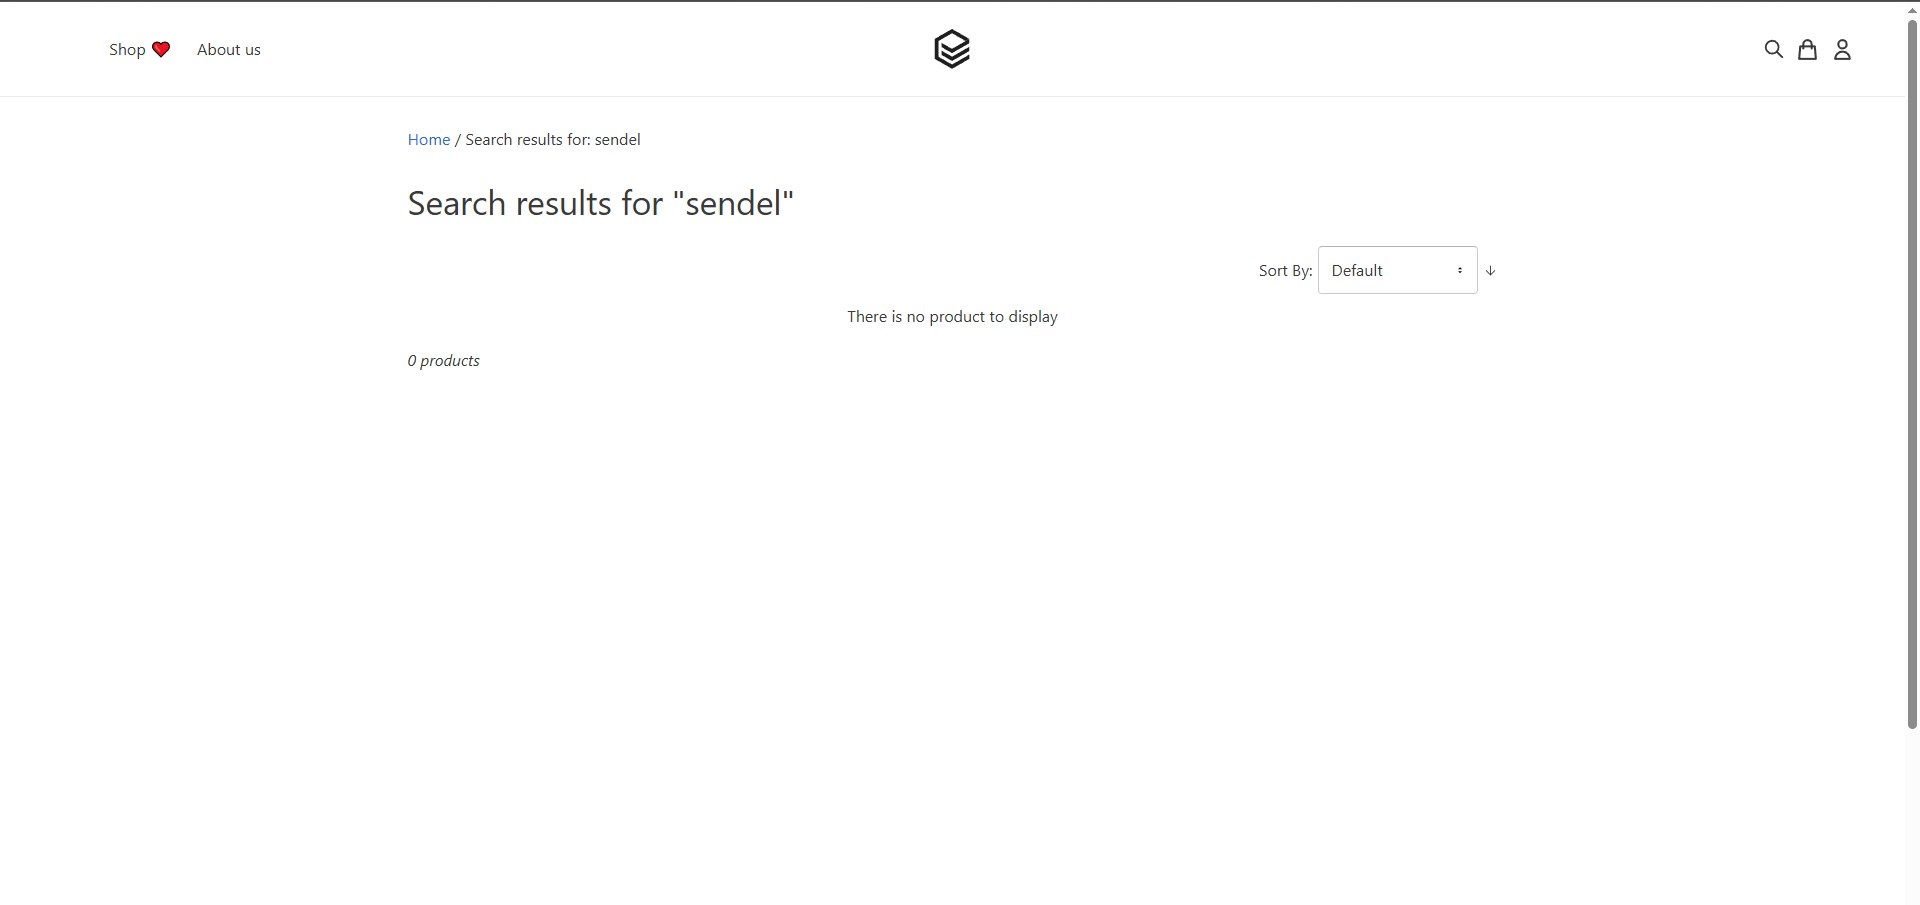 Shop ❤️ About us
Home / Search results for: sendel
Search results for "sendel"
Sort By: Default ↓
There is no product to display
0 products